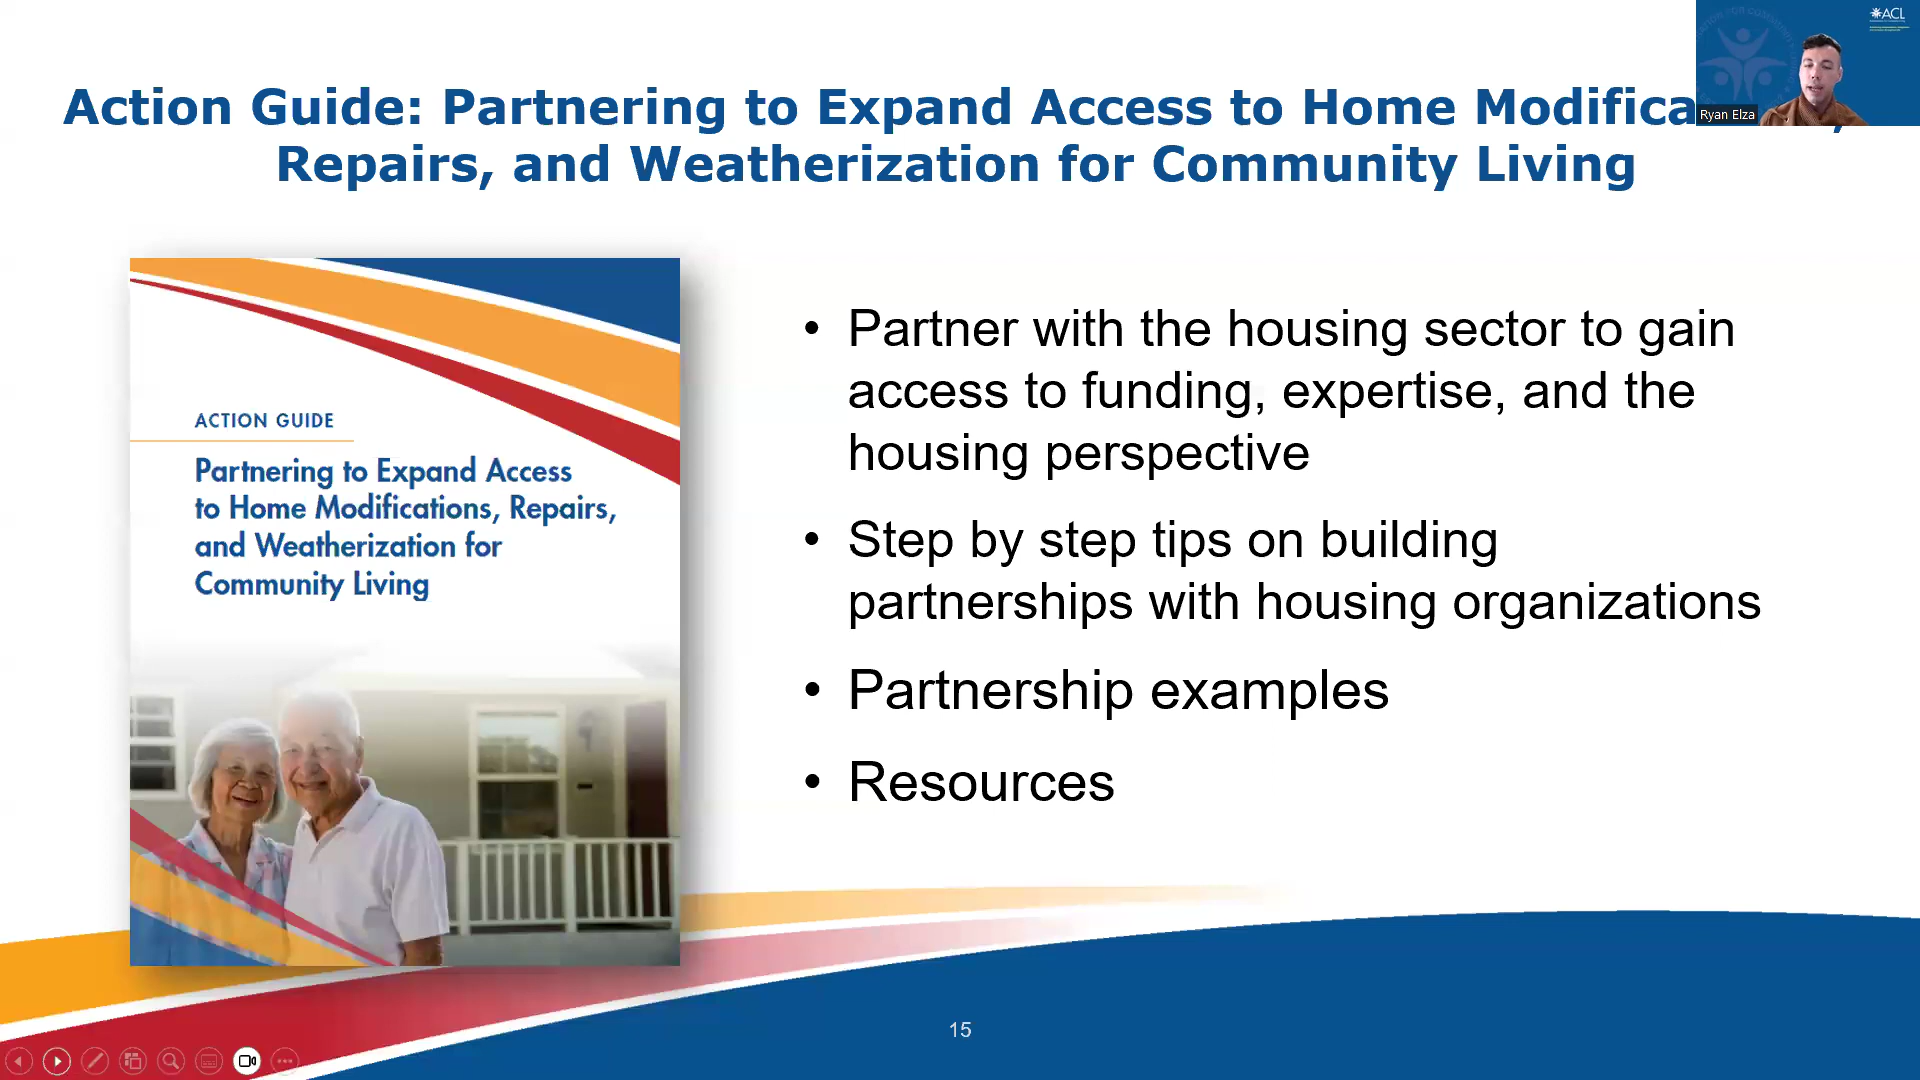 Action Guide: Partnering to Expand Access to Home Modifica
Repairs, and Weatherization for Community Living
ACL
Ryan Elza
ACTION GUIDE
Partnering to Expand Access
to Home Modifications, Repairs,
and Weatherization for
Community Living
• Partner with the housing sector to gain
access to funding, expertise, and the
housing perspective
• Step by step tips on building
partnerships with housing organizations
• Partnership examples
• Resources
15